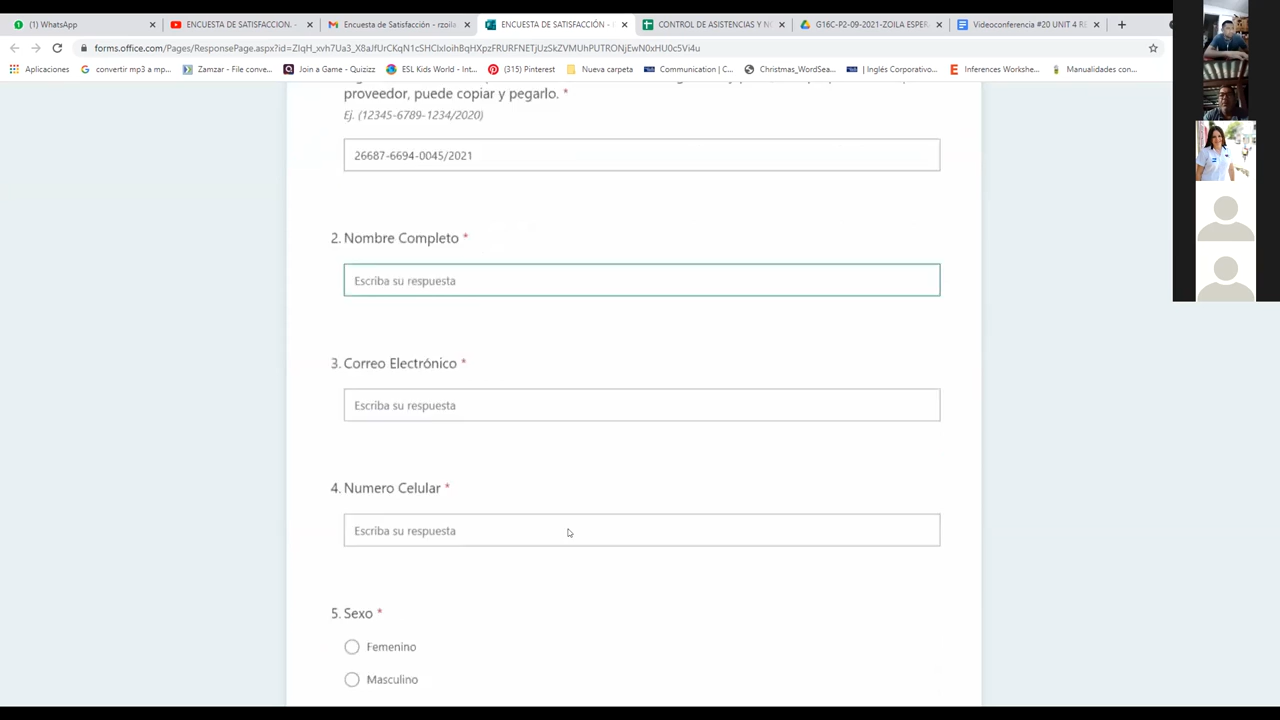 (1) WhatsApp
ENCUESTA DE SATISFACCION. -
Encuesta de Satisfacción - rzoila
ENCUESTA DE SATISFACCIÓN -
CONTROL DE ASISTENCIAS Y N
G16C-P2-09-2021-ZOILA ESPER
Videoconferencia #20 UNIT 4 RE
forms.office.com/Pages/ResponsePage.aspx?id=
Aplicaciones
convertir mp3 a mp...
Zamzar - File conve...
Join a Game - Quizizz
ESL Kids World - Int...
(315) Pinterest
Nueva carpeta
Communication | C...
Christmas_WordSea...
| Inglés Corporativo...
Inferences Workshe...
Manualidades con...
proveedor, puede copiar y pegarlo. *
Ej. (12345-6789-1234/2020)
26687-6694-0045/2021
2. Nombre Completo *
Escriba su respuesta
3. Correo Electrónico *
Escriba su respuesta
4. Numero Celular *
Escriba su respuesta
5. Sexo *
Femenino
Masculino